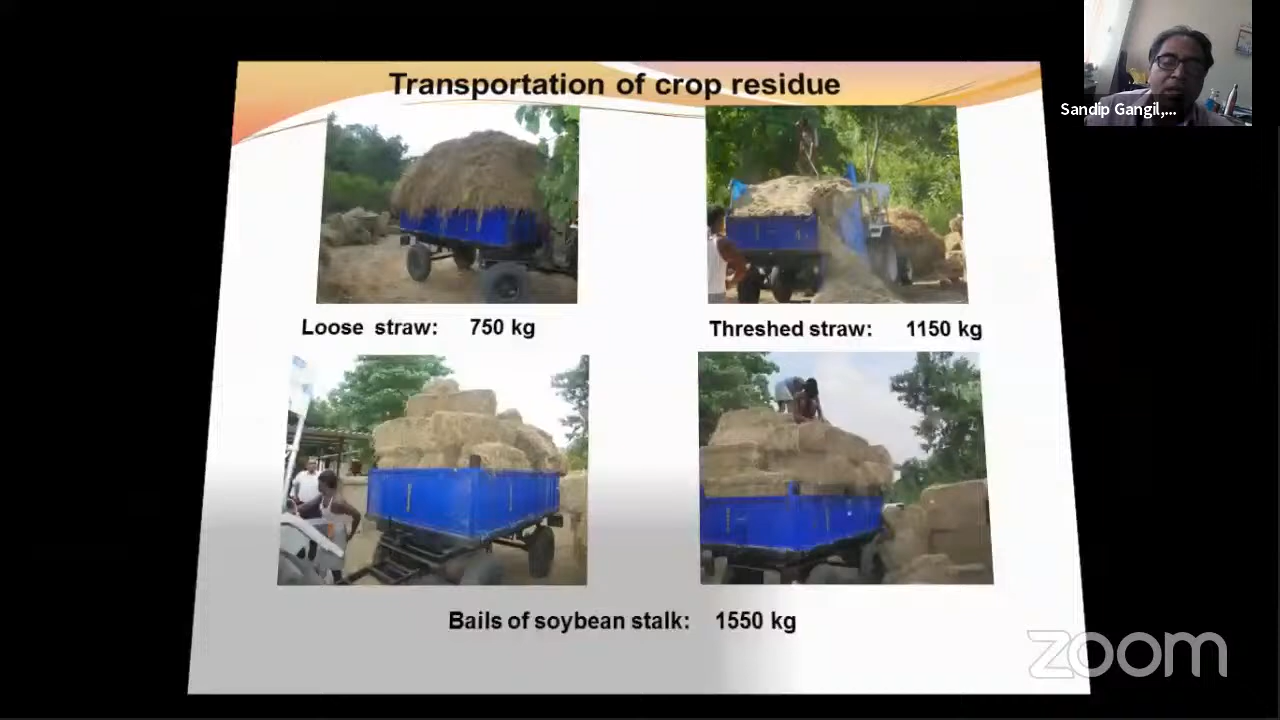 Transportation of crop residue
Sandip Gangil,...
Loose straw: 750 kg
Threshed straw: 1150 kg
Bails of soybean stalk: 1550 kg
zoom